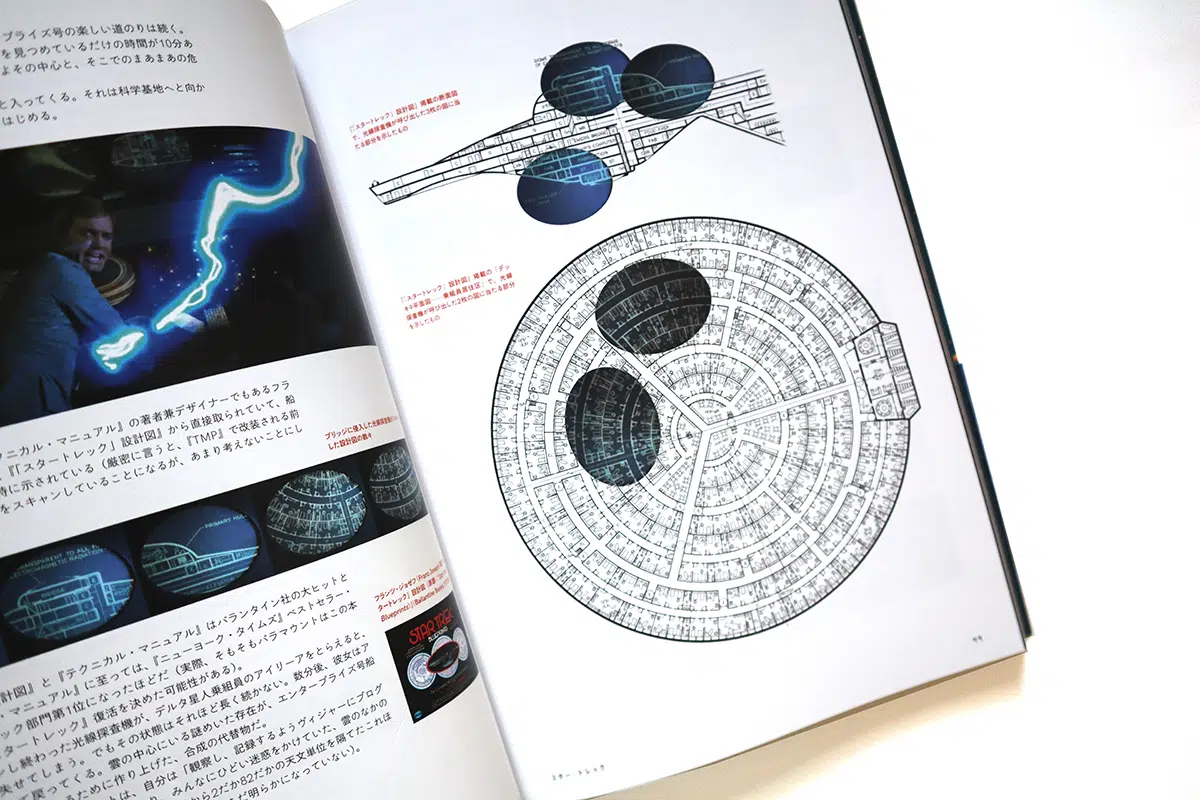 プライズ号の楽しい道のりは続く。
を見つめているだけの時間が10分あ
よその中心と、そこでのまあまあの危
と入ってくる。それは科学基地へと向か
はじめる。
クニカル・マニュアル』の著者兼デザイナーでもあるフラ
『「スタートレック」設計図』から直接取られていて、船
時に示されている（厳密に言うと、『TMP』で改装される前
をスキャンしていることになるが、あまり考えないことにし
ブリッジに侵入した光線探査機
した設計図の数々
TRANSPARENT TO ALL
ELECTROMAGNETIC RADIATION
BRIDGE
PRIMARY HULL
計図』と『テクニカル・マニュアル』はバランタイン社の大ヒットと
・マニュアル』に至っては、『ニューヨーク・タイムズ』ベストセラー・
ック部門第1位になったほどだ（実際、そもそもパラマウントはこの本
タートレック』復活を決めた可能性がある）。
し終わった光線探査機が、デルタ星人乗組員のアイリーアをとらえると、
失せてしまう。でもその状態はそれほど長く続かない。数分後、彼女はア
て戻ってくる。雲の中心にいる謎めいた存在が、エンタープライズ号船
るために作り上げた、合成の代替物だ。
トは、自分は「観察し、記録するようヴィジャーにプログ
り、みんなにひどい迷惑をかけていた、雲のなかの
から2だか82だかの天文単位を隔てたこれほ
だ明らかになっていない）。
フランツ・ジョゼフ
タートレック」設計図
Blueprints』(Ballantine Books
STAR TREK
BLUEPRINTS
『「スタートレック」設計図』掲載の断面図
で、光線探査機が呼び出した3枚の図に当
たる部分を示したもの
PRIMARY HULL
『「スタートレック」設計図』掲載の「デッ
キ平面図——乗組員居住区」で、光線
探査機が呼び出した2枚の図に当たる部分
を示したもの
スター・トレック